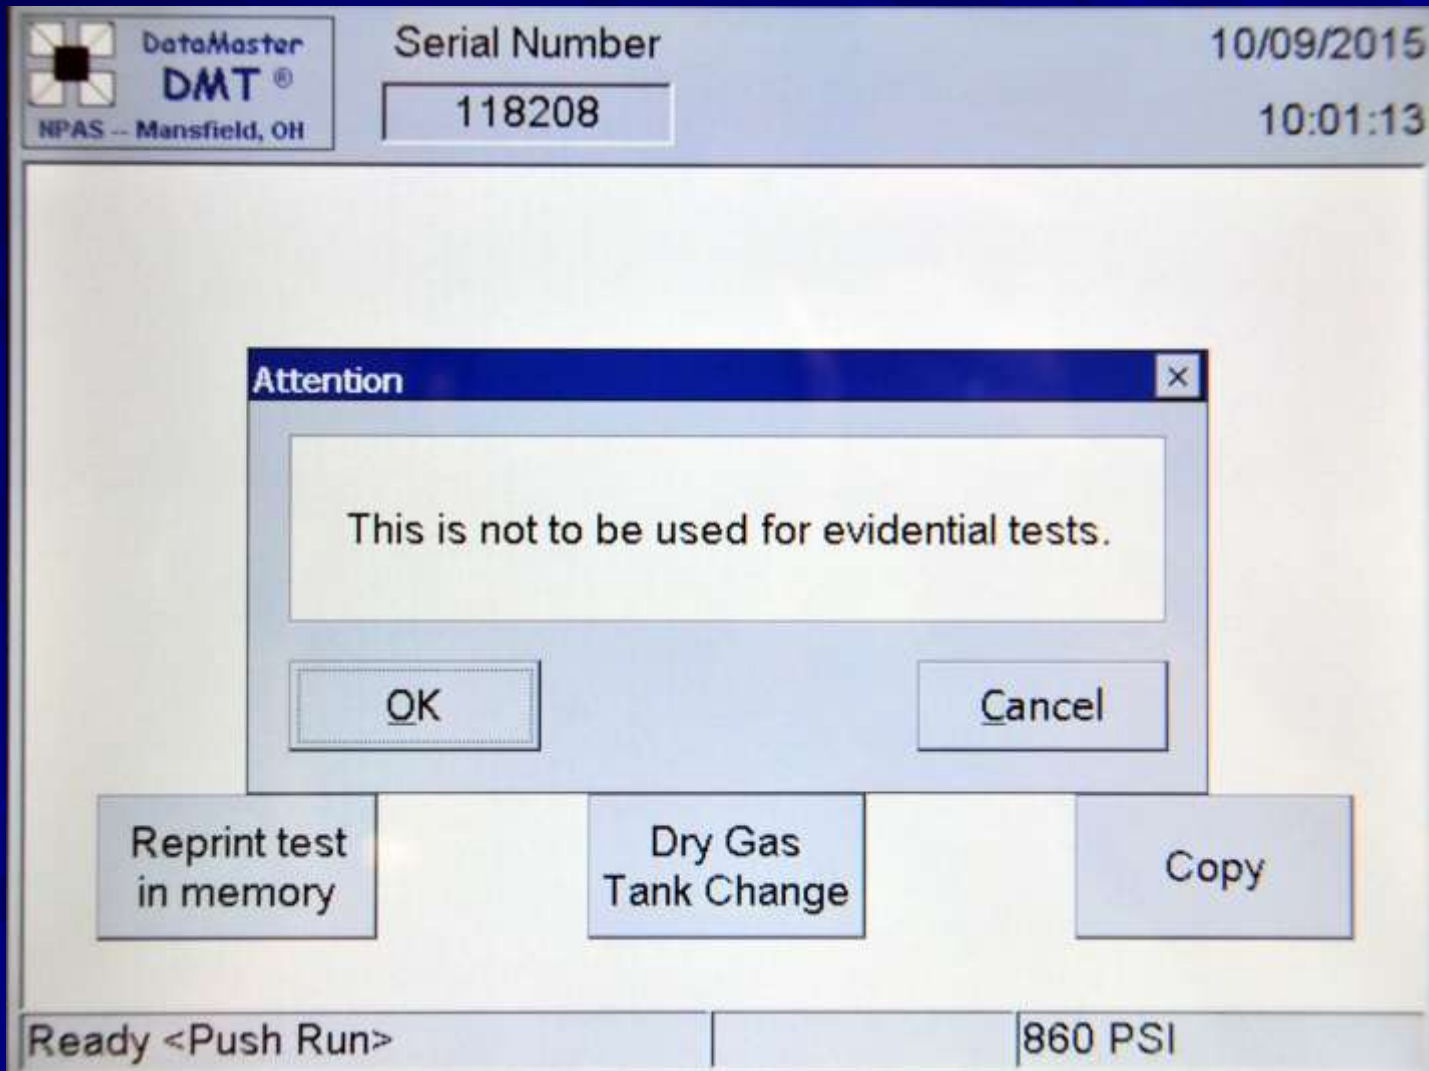 DataMaster
DMT ®
NPAS -- Mansfield, OH
Serial Number
118208
10/09/2015
10:01:13
Attention
This is not to be used for evidential tests.
OK
Cancel
Reprint test
in memory
Dry Gas
Tank Change
Copy
Ready <Push Run>
860 PSI